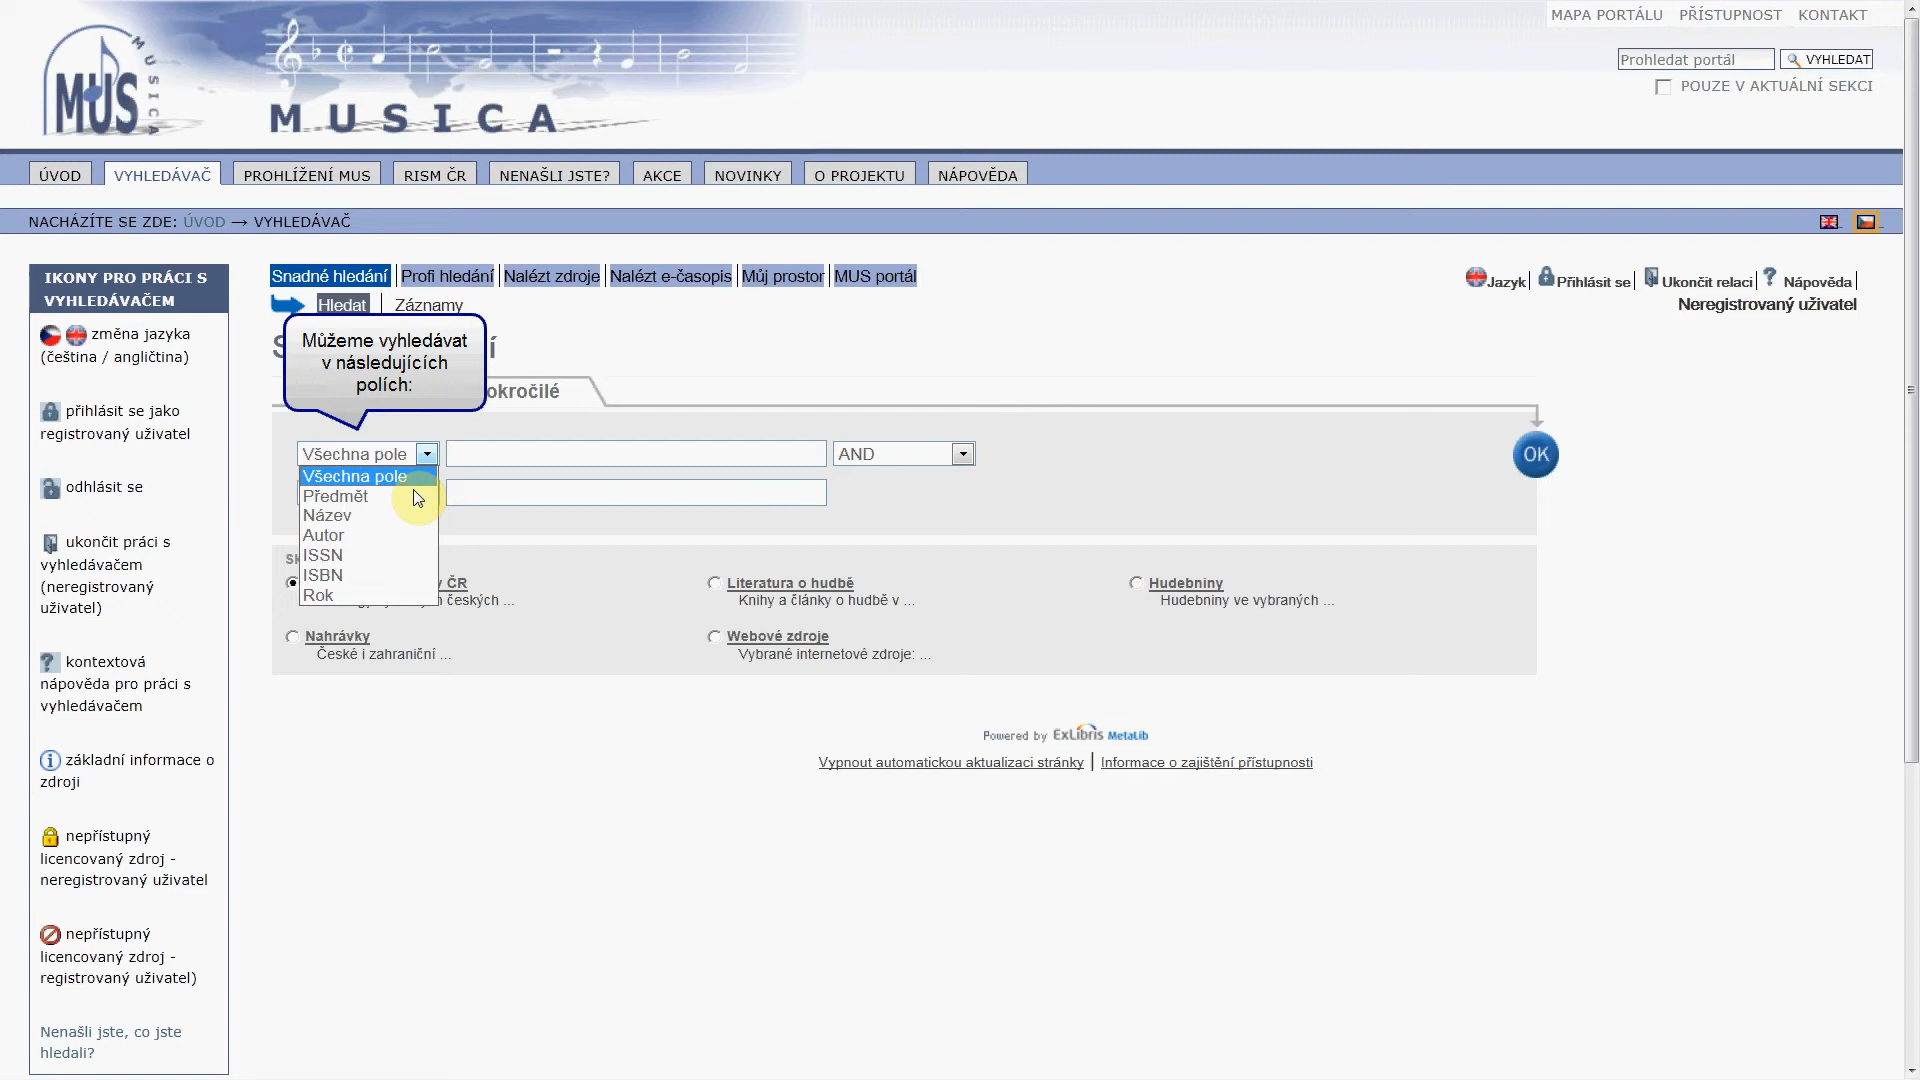 MAPA PORTÁLU PŘÍSTUPNOST KONTAKT
MUS
MUSICA
MUSICA
Prohledat portál VYHLEDAT
POUZE V AKTUÁLNÍ SEKCI
ÚVOD VYHLEDÁVAČ PROHLÍŽENÍ MUS RISM ČR NENAŠLI JSTE? AKCE NOVINKY O PROJEKTU NÁPOVĚDA
NACHÁZÍTE SE ZDE: ÚVOD → VYHLEDÁVAČ
IKONY PRO PRÁCI S
VYHLEDÁVAČEM
změna jazyka
(čeština / angličtina)
přihlásit se jako
registrovaný uživatel
odhlásit se
ukončit práci s
vyhledávačem
(neregistrovaný
uživatel)
kontextová
nápověda pro práci s
vyhledávačem
základní informace o
zdroji
nepřístupný
licencovaný zdroj -
neregistrovaný uživatel
nepřístupný
licencovaný zdroj -
registrovaný uživatel)
Nenašli jste, co jste
hledali?
Snadné hledání Profi hledání Nalézt zdroje Nalézt e-časopis Můj prostor MUS portál
Jazyk Přihlásit se Ukončit relaci Nápověda
Hledat Záznamy
Neregistrovaný uživatel
Můžeme vyhledávat
v následujících
polích:
okročilé
Všechna pole AND OK
Všechna pole
Předmět
Název
Autor
ISSN
ISBN
Rok
ČR
českých ...
Literatura o hudbě
Knihy a články o hudbě v ...
Hudebniny
Hudebniny ve vybraných ...
Nahrávky
České i zahraniční ...
Webové zdroje
Vybrané internetové zdroje: ...
Powered by ExLibris MetaLib
Vypnout automatickou aktualizaci stránky | Informace o zajištění přístupnosti